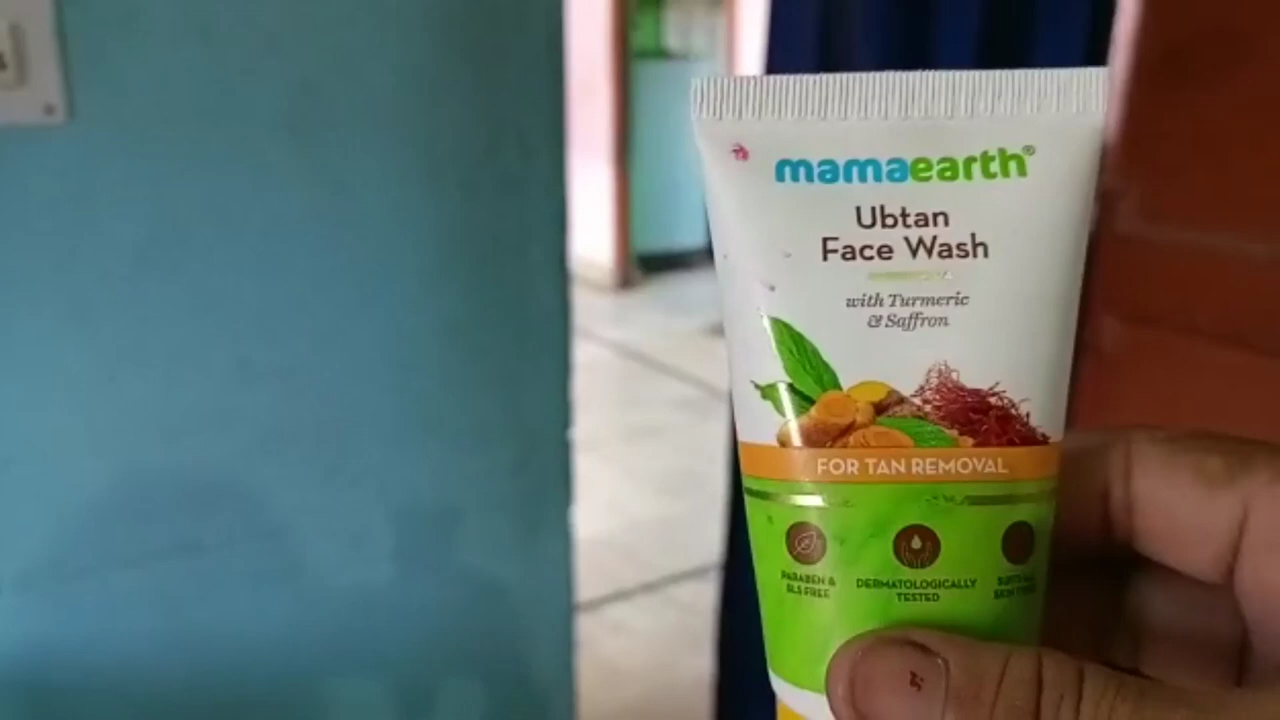 mamaearth®
Ubtan
Face Wash
with Turmeric
& Saffron
FOR TAN REMOVAL
PARABEN &
SLS FREE
DERMATOLOGICALLY
TESTED